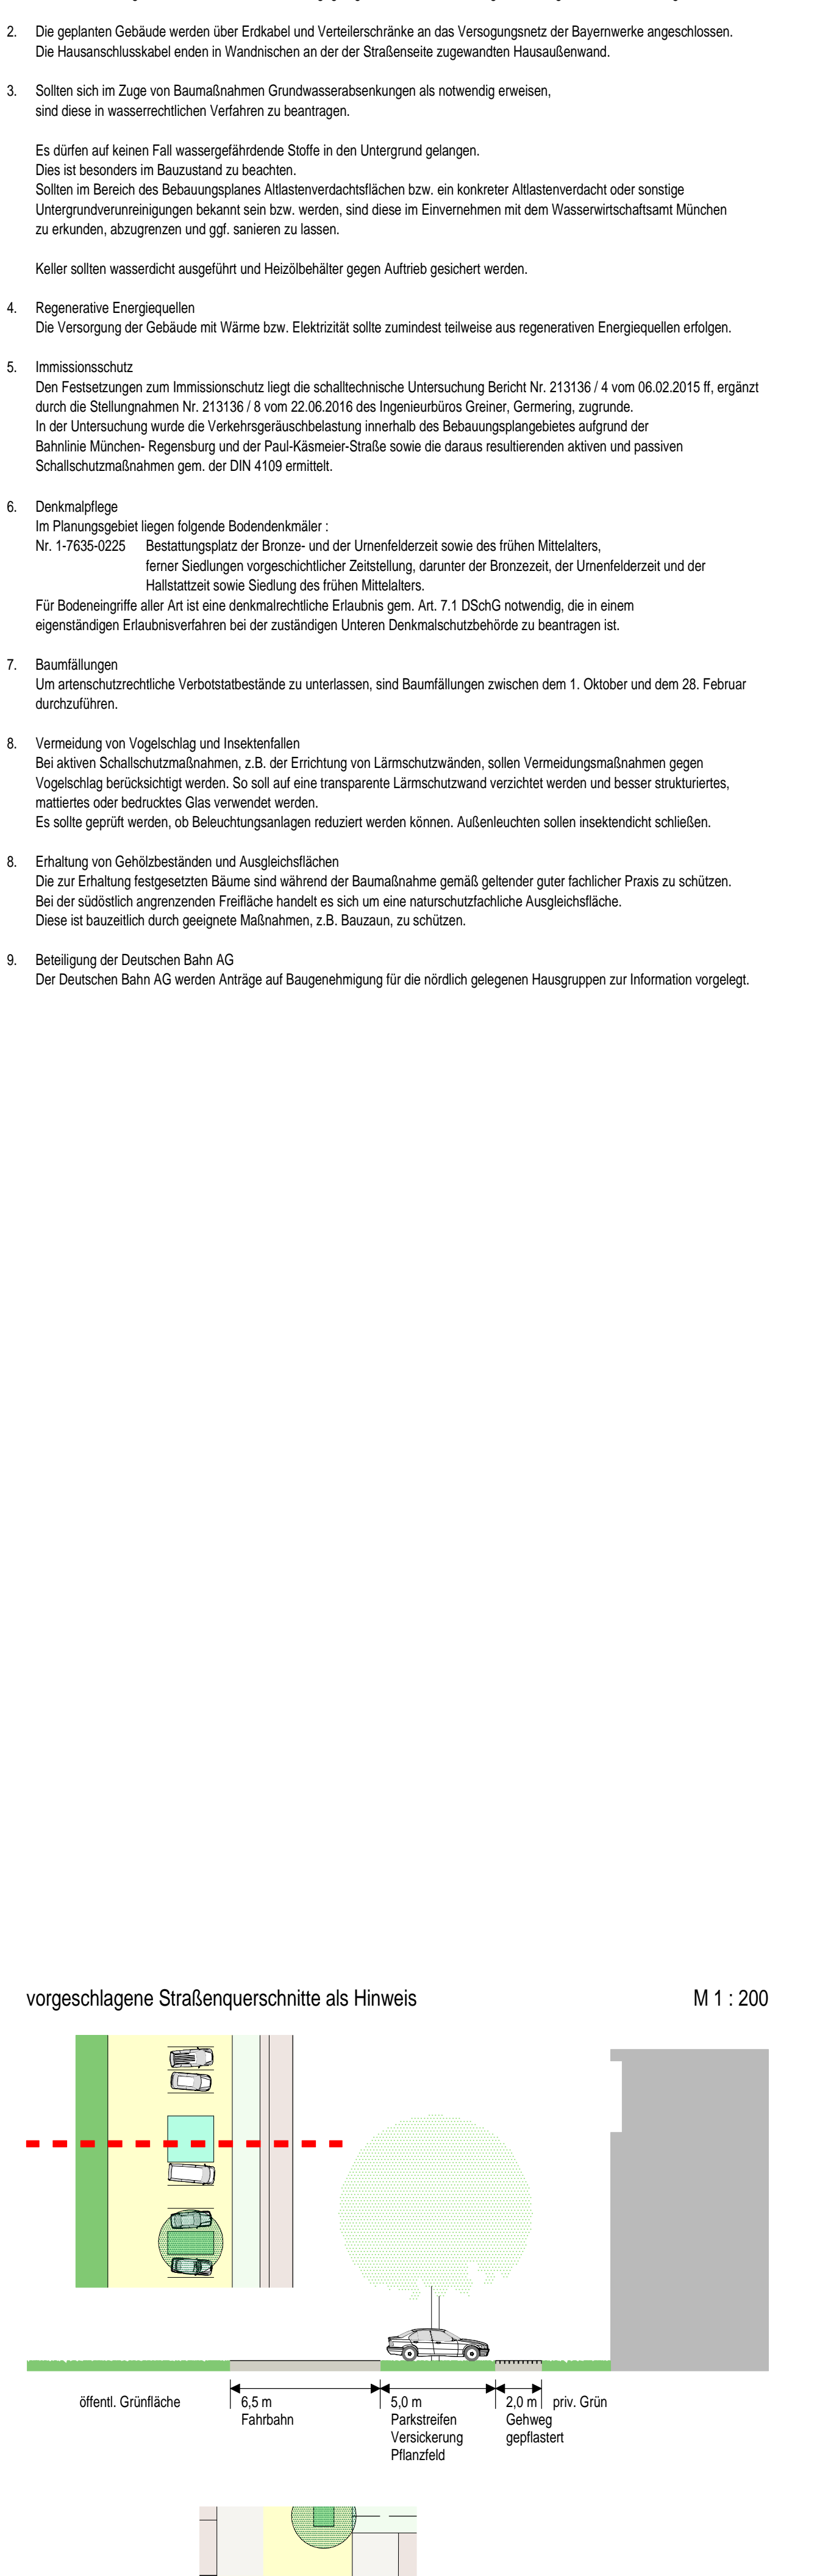 2. Die geplanten Gebäude werden über Erdkabel und Verteilerschränke an das Versogungsnetz der Bayernwerke angeschlossen.
Die Hausanschlusskabel enden in Wandnischen an der der Straßenseite zugewandten Hausaußenwand.
3. Sollten sich im Zuge von Baumaßnahmen Grundwasserabsenkungen als notwendig erweisen,
sind diese in wasserrechtlichen Verfahren zu beantragen.
Es dürfen auf keinen Fall wassergefährdende Stoffe in den Untergrund gelangen.
Dies ist besonders im Bauzustand zu beachten.
Sollten im Bereich des Bebauungsplanes Altlastenverdachtsflächen bzw. ein konkreter Altlastenverdacht oder sonstige
Untergrundverunreinigungen bekannt sein bzw. werden, sind diese im Einvernehmen mit dem Wasserwirtschaftsamt München
zu erkunden, abzugrenzen und ggf. sanieren zu lassen.
Keller sollten wasserdicht ausgeführt und Heizölbehälter gegen Auftrieb gesichert werden.
4. Regenerative Energiequellen
Die Versorgung der Gebäude mit Wärme bzw. Elektrizität sollte zumindest teilweise aus regenerativen Energiequellen erfolgen.
5. Immissionsschutz
Den Festsetzungen zum Immissionschutz liegt die schalltechnische Untersuchung Bericht Nr. 213136 / 4 vom 06.02.2015 ff, ergänzt
durch die Stellungnahmen Nr. 213136 / 8 vom 22.06.2016 des Ingenieurbüros Greiner, Germering, zugrunde.
In der Untersuchung wurde die Verkehrsgeräuschbelastung innerhalb des Bebauungsplangebietes aufgrund der
Bahnlinie München- Regensburg und der Paul-Käsmeier-Straße sowie die daraus resultierenden aktiven und passiven
Schallschutzmaßnahmen gem. der DIN 4109 ermittelt.
6. Denkmalpflege
Im Planungsgebiet liegen folgende Bodendenkmäler :
Nr. 1-7635-0225 Bestattungsplatz der Bronze- und der Urnenfelderzeit sowie des frühen Mittelalters,
ferner Siedlungen vorgeschichtlicher Zeitstellung, darunter der Bronzezeit, der Urnenfelderzeit und der
Hallstattzeit sowie Siedlung des frühen Mittelalters.
Für Bodeneingriffe aller Art ist eine denkmalrechtliche Erlaubnis gem. Art. 7.1 DSchG notwendig, die in einem
eigenständigen Erlaubnisverfahren bei der zuständigen Unteren Denkmalschutzbehörde zu beantragen ist.
7. Baumfällungen
Um artenschutzrechtliche Verbotstatbestände zu unterlassen, sind Baumfällungen zwischen dem 1. Oktober und dem 28. Februar
durchzuführen.
8. Vermeidung von Vogelschlag und Insektenfallen
Bei aktiven Schallschutzmaßnahmen, z.B. der Errichtung von Lärmschutzwänden, sollen Vermeidungsmaßnahmen gegen
Vogelschlag berücksichtigt werden. So soll auf eine transparente Lärmschutzwand verzichtet werden und besser strukturiertes,
mattiertes oder bedrucktes Glas verwendet werden.
Es sollte geprüft werden, ob Beleuchtungsanlagen reduziert werden können. Außenleuchten sollen insektendicht schließen.
8. Erhaltung von Gehölzbeständen und Ausgleichsflächen
Die zur Erhaltung festgesetzten Bäume sind während der Baumaßnahme gemäß geltender guter fachlicher Praxis zu schützen.
Bei der südöstlich angrenzenden Freifläche handelt es sich um eine naturschutzfachliche Ausgleichsfläche.
Diese ist bauzeitlich durch geeignete Maßnahmen, z.B. Bauzaun, zu schützen.
9. Beteiligung der Deutschen Bahn AG
Der Deutschen Bahn AG werden Anträge auf Baugenehmigung für die nördlich gelegenen Hausgruppen zur Information vorgelegt.
vorgeschlagene Straßenquerschnitte als Hinweis M 1 : 200
öffentl. Grünfläche 6,5 m 5,0 m 2,0 m priv. Grün
Fahrbahn Parkstreifen Gehweg
Versickerung gepflastert
Pflanzfeld